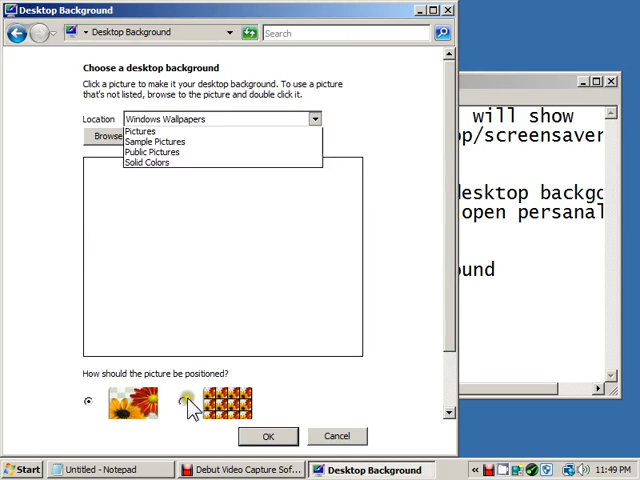 Desktop Background
Desktop Background
Search
Choose a desktop background
Click a picture to make it your desktop background. To use a picture
that's not listed, browse to the picture and double click it.
Location
Windows Wallpapers
Browse
Pictures
Sample Pictures
Public Pictures
Solid Colors
will show
op/screensaver
desktop backgo
open persanal
ound
How should the picture be positioned?
OK
Cancel
Start
Untitled - Notepad
Debut Video Capture Sof...
Desktop Background
11:49 PM